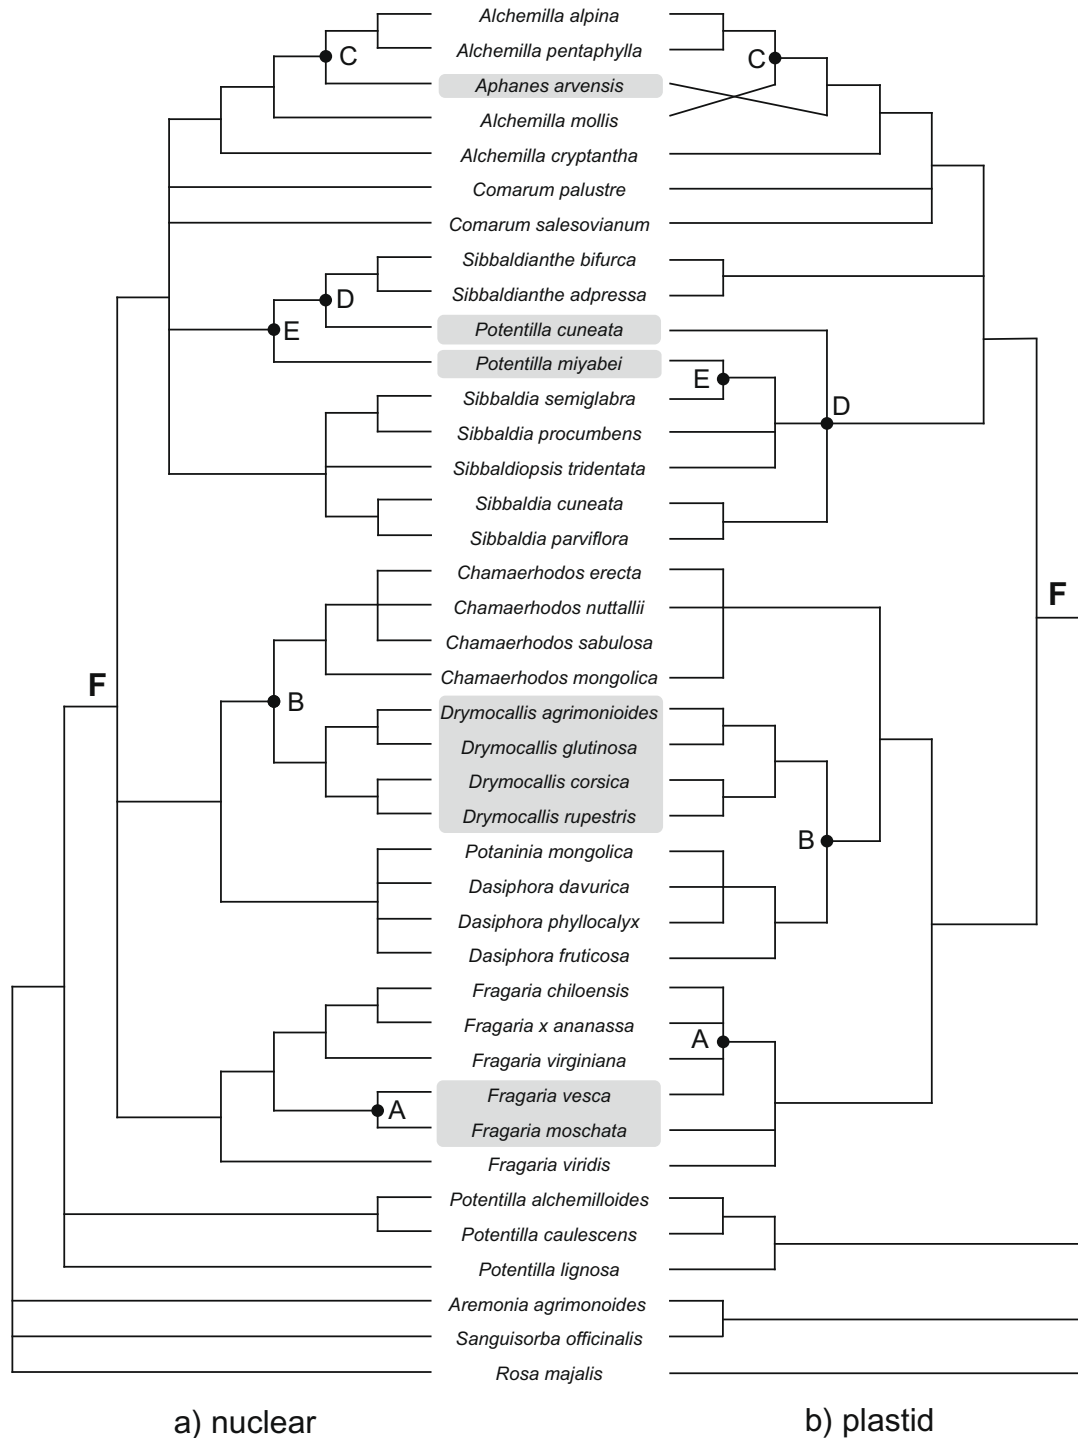 Alchemilla alpina
Alchemilla pentaphylla
C
C
Aphanes arvensis
Alchemilla mollis
Alchemilla cryptantha
Comarum palustre
Comarum salesovianum
Sibbaldianthe bifurca
Sibbaldianthe adpressa
D
E
Potentilla cuneata
Potentilla miyabei
E
Sibbaldia semiglabra
D
Sibbaldia procumbens
Sibbaldiopsis tridentata
Sibbaldia cuneata
Sibbaldia parviflora
Chamaerhodos erecta
F
Chamaerhodos nuttallii
Chamaerhodos sabulosa
Chamaerhodos mongolica
F
B
Drymocallis agrimonioides
Drymocallis glutinosa
Drymocallis corsica
Drymocallis rupestris
B
Potaninia mongolica
Dasiphora davurica
Dasiphora phyllocalyx
Dasiphora fruticosa
Fragaria chiloensis
Fragaria x ananassa
A
Fragaria virginiana
Fragaria vesca
A
Fragaria moschata
Fragaria viridis
Potentilla alchemilloides
Potentilla caulescens
Potentilla lignosa
Aremonia agrimonoides
Sanguisorba officinalis
Rosa majalis
a) nuclear
b) plastid